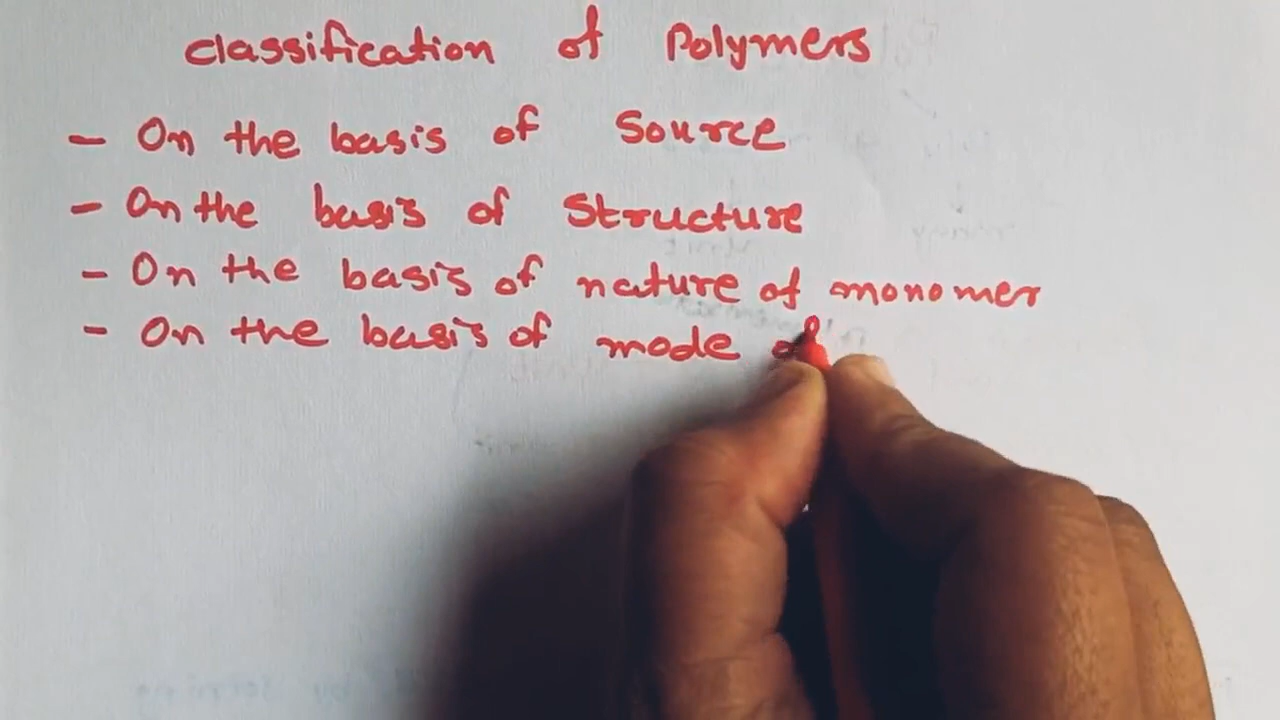 classification of Polymers
- On the basis of Source
- On the basis of Structure
- On the basis of nature of monomer
- On the basis of mode of